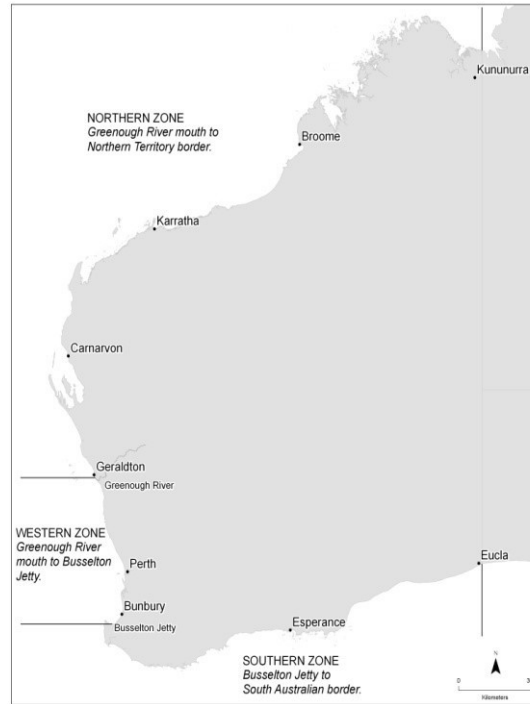 Kununurra
NORTHERN ZONE
Greenough River mouth to
Northern Territory border.
Broome
Karratha
Carnarvon
Geraldton
Greenough River
WESTERN ZONE
Greenough River
mouth to Busselton
Jetty.
Perth
Eucla
Bunbury
Busselton Jetty
Esperance
SOUTHERN ZONE
Busselton Jetty to
South Australian border.
N
0
Kilometers